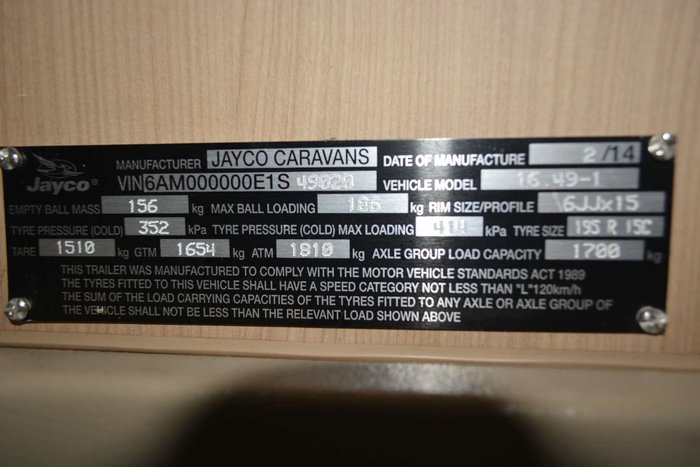 Jayco®
MANUFACTURER JAYCO CARAVANS DATE OF MANUFACTURE 2/14
VIN 6AM000000E1S 49020 VEHICLE MODEL 16.49-1
EMPTY BALL MASS 156 kg MAX BALL LOADING kg RIM SIZE/PROFILE 6JJx15
TYRE PRESSURE (COLD) 352 kPa TYRE PRESSURE (COLD) MAX LOADING kPa TYRE SIZE 195 R 15C
TARE 1510 kg GTM 1654 kg ATM 1810 kg AXLE GROUP LOAD CAPACITY 1700 kg
THIS TRAILER WAS MANUFACTURED TO COMPLY WITH THE MOTOR VEHICLE STANDARDS ACT 1989
THE TYRES FITTED TO THIS VEHICLE SHALL HAVE A SPEED CATEGORY NOT LESS THAN "L"120km/h
THE SUM OF THE LOAD CARRYING CAPACITIES OF THE TYRES FITTED TO ANY AXLE OR AXLE GROUP OF
THE VEHICLE SHALL NOT BE LESS THAN THE RELEVANT LOAD SHOWN ABOVE